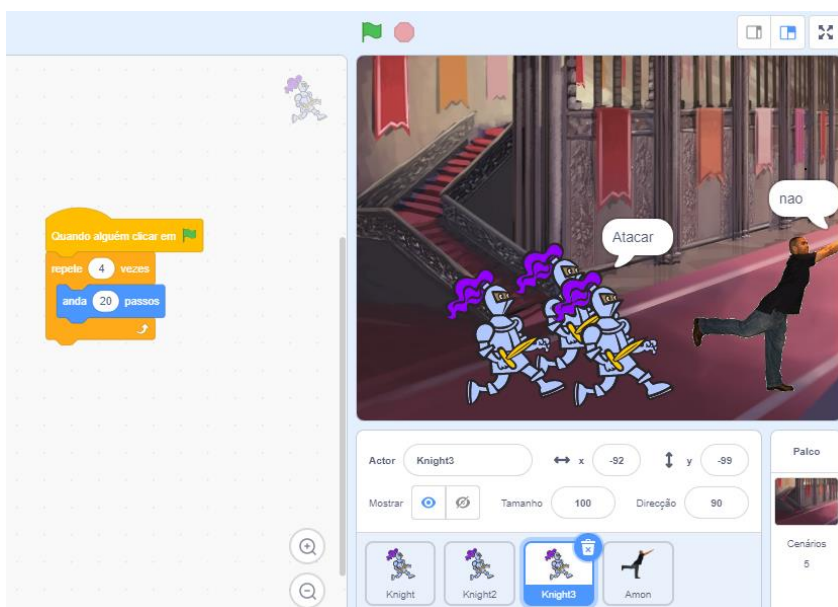 Quando alguém clicar em
repete 4 vezes
anda 20 passos
Atacar
nao
Actor Knight3 x -92 y -99
Mostrar Tamanho 100 Direcção 90
Knight Knight2 Knight3 Amon
Palco
Cenários
5